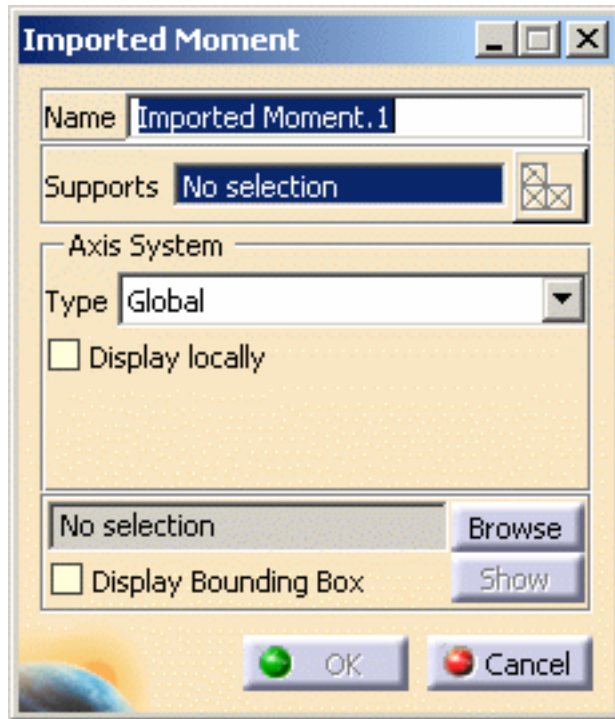 Imported Moment
Name Imported Moment.1
Supports No selection
Axis System
Type Global
Display locally
No selection Browse
Display Bounding Box Show
OK Cancel